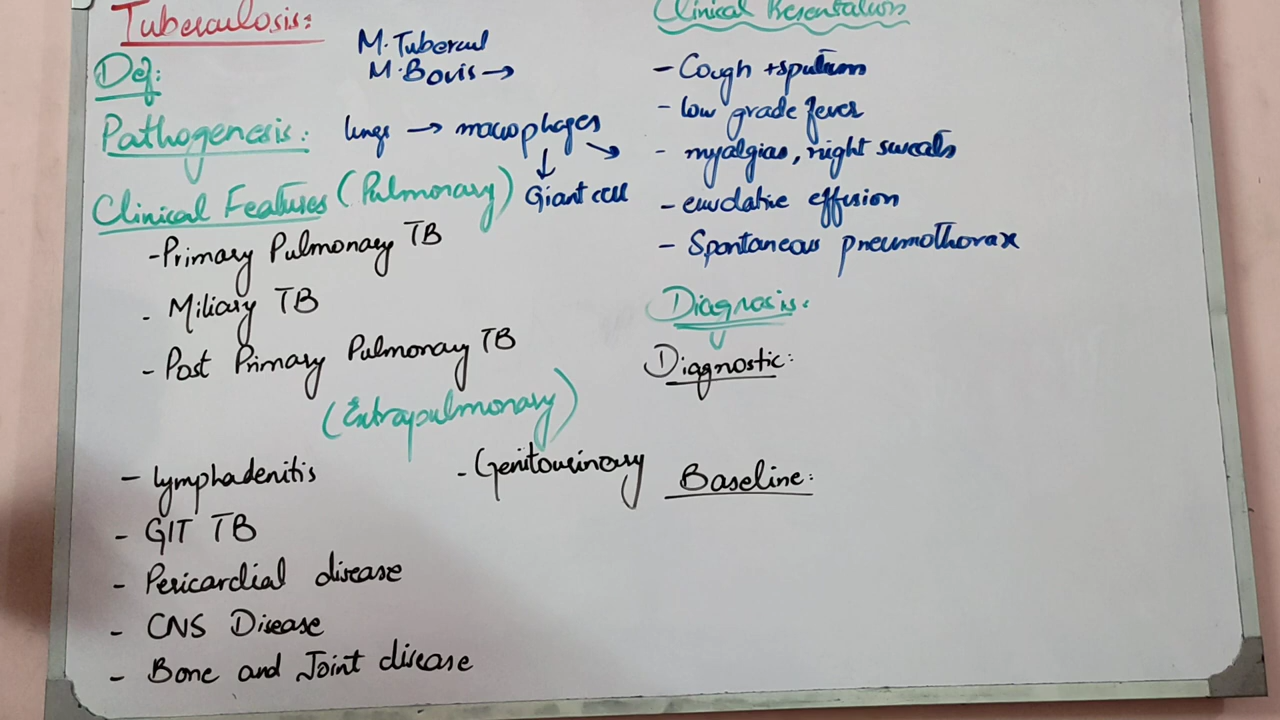 Tuberculosis:
Def:
M. Tubercul
M. Bovis →
Pathogenesis: lungs → macrophages
↓ ↘
Giant cell
Clinical Features (Pulmonary)
- Primary Pulmonary TB
- Miliary TB
- Post Primary Pulmonary TB
(Extrapulmonary)
- lymphadenitis
- GIT TB
- Pericardial disease
- CNS Disease
- Bone and Joint disease
- Genitourinary
Clinical Presentation
- Cough + sputum
- low grade fever
- myalgias, night sweats
- exudative effusion
- Spontaneous pneumothorax
Diagnosis:
Diagnostic:
Baseline: